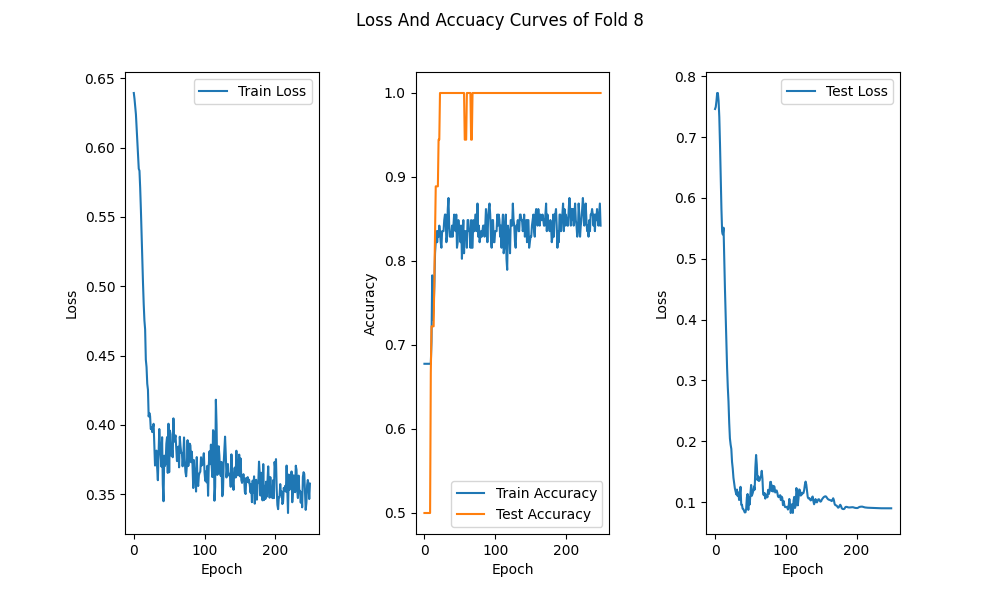 Loss And Accuacy Curves of Fold 8
Train Loss
0.65
0.60
0.55
0.50
0.45
0.40
0.35
Loss
0
100
200
Epoch
1.0
0.9
0.8
0.7
0.6
0.5
Accuracy
Train Accuracy
Test Accuracy
0
100
200
Epoch
Test Loss
0.8
0.7
0.6
0.5
0.4
0.3
0.2
0.1
Loss
0
100
200
Epoch